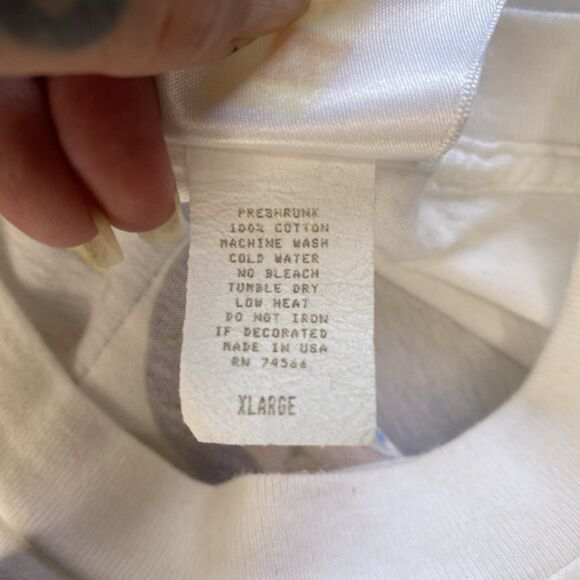 PRESHRUNK
100% COTTON
MACHINE WASH
COLD WATER
NO BLEACH
TUMBLE DRY
LOW HEAT
DO NOT IRON
IF DECORATED
MADE IN USA
RN 74566
XLARGE